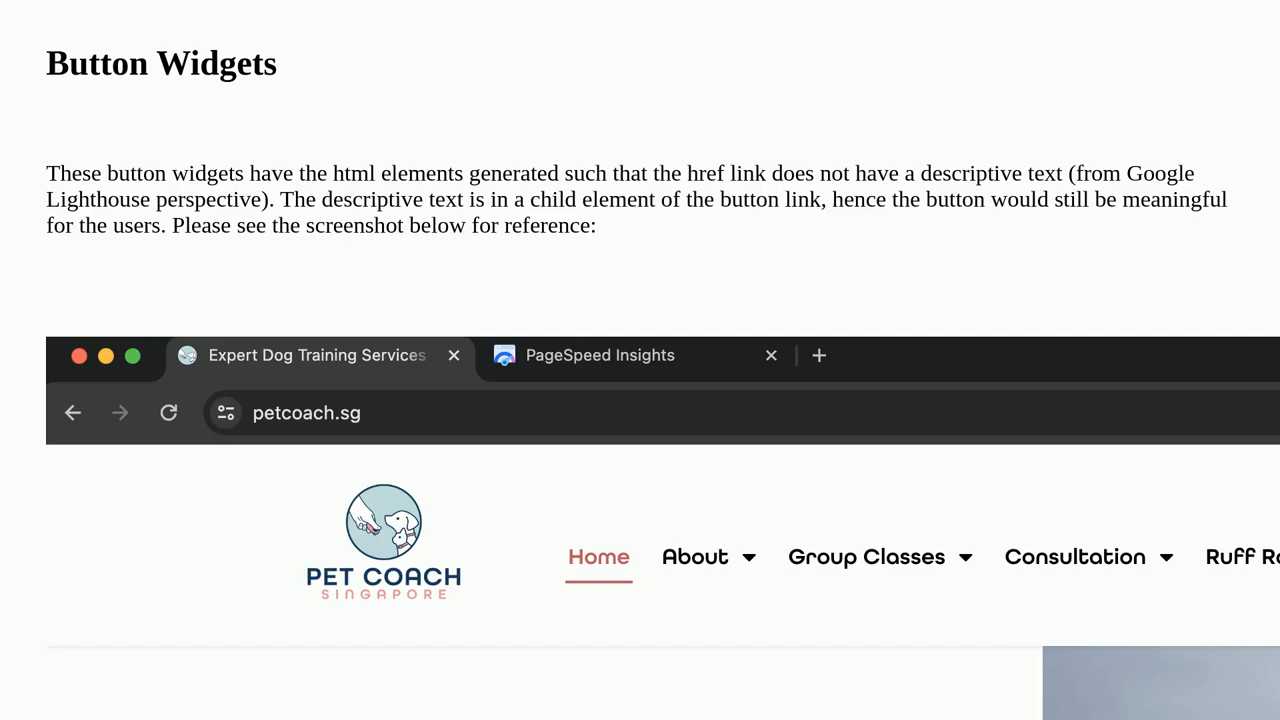 Button Widgets
These button widgets have the html elements generated such that the href link does not have a descriptive text (from Google
Lighthouse perspective). The descriptive text is in a child element of the button link, hence the button would still be meaningful
for the users. Please see the screenshot below for reference:
Expert Dog Training Services PageSpeed Insights
petcoach.sg
PET COACH
SINGAPORE
Home About Group Classes Consultation Ruff